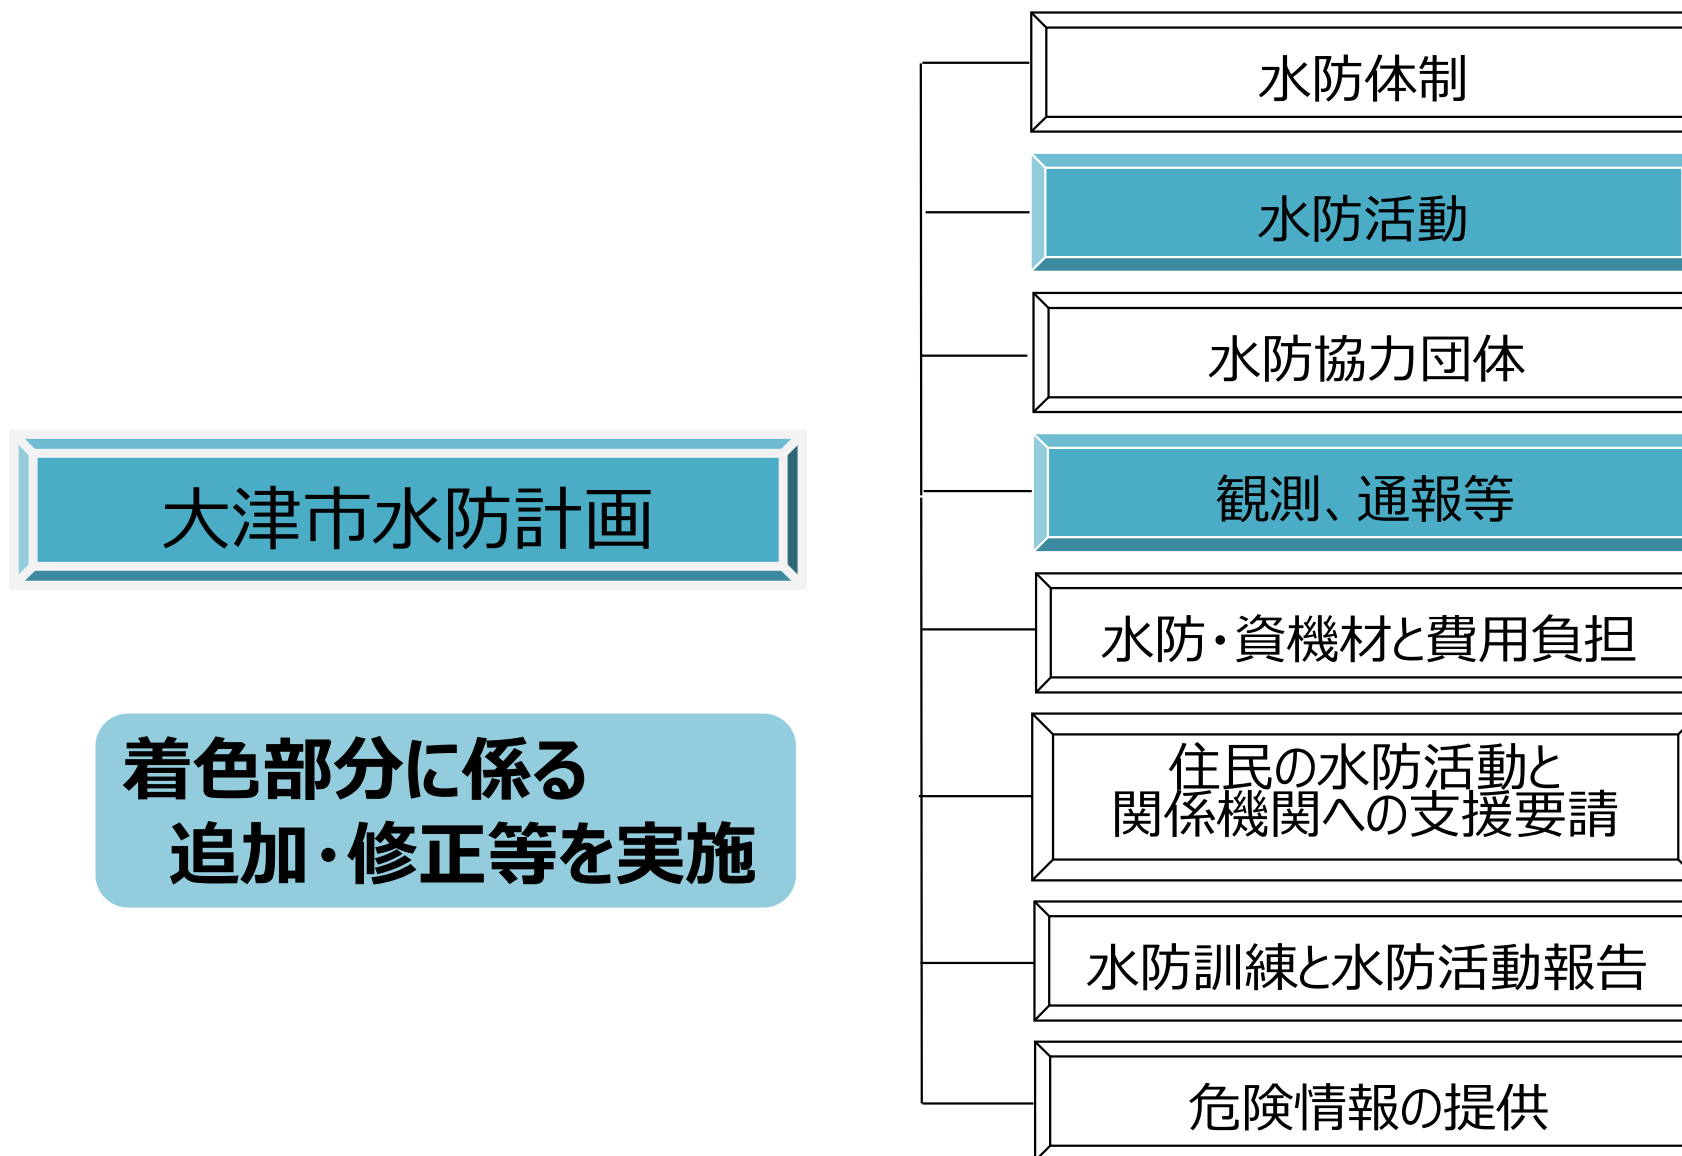 大津市水防計画
着色部分に係る
追加・修正等を実施
水防体制
水防活動
水防協力団体
観測、通報等
水防・資機材と費用負担
住民の水防活動と
関係機関への支援要請
水防訓練と水防活動報告
危険情報の提供